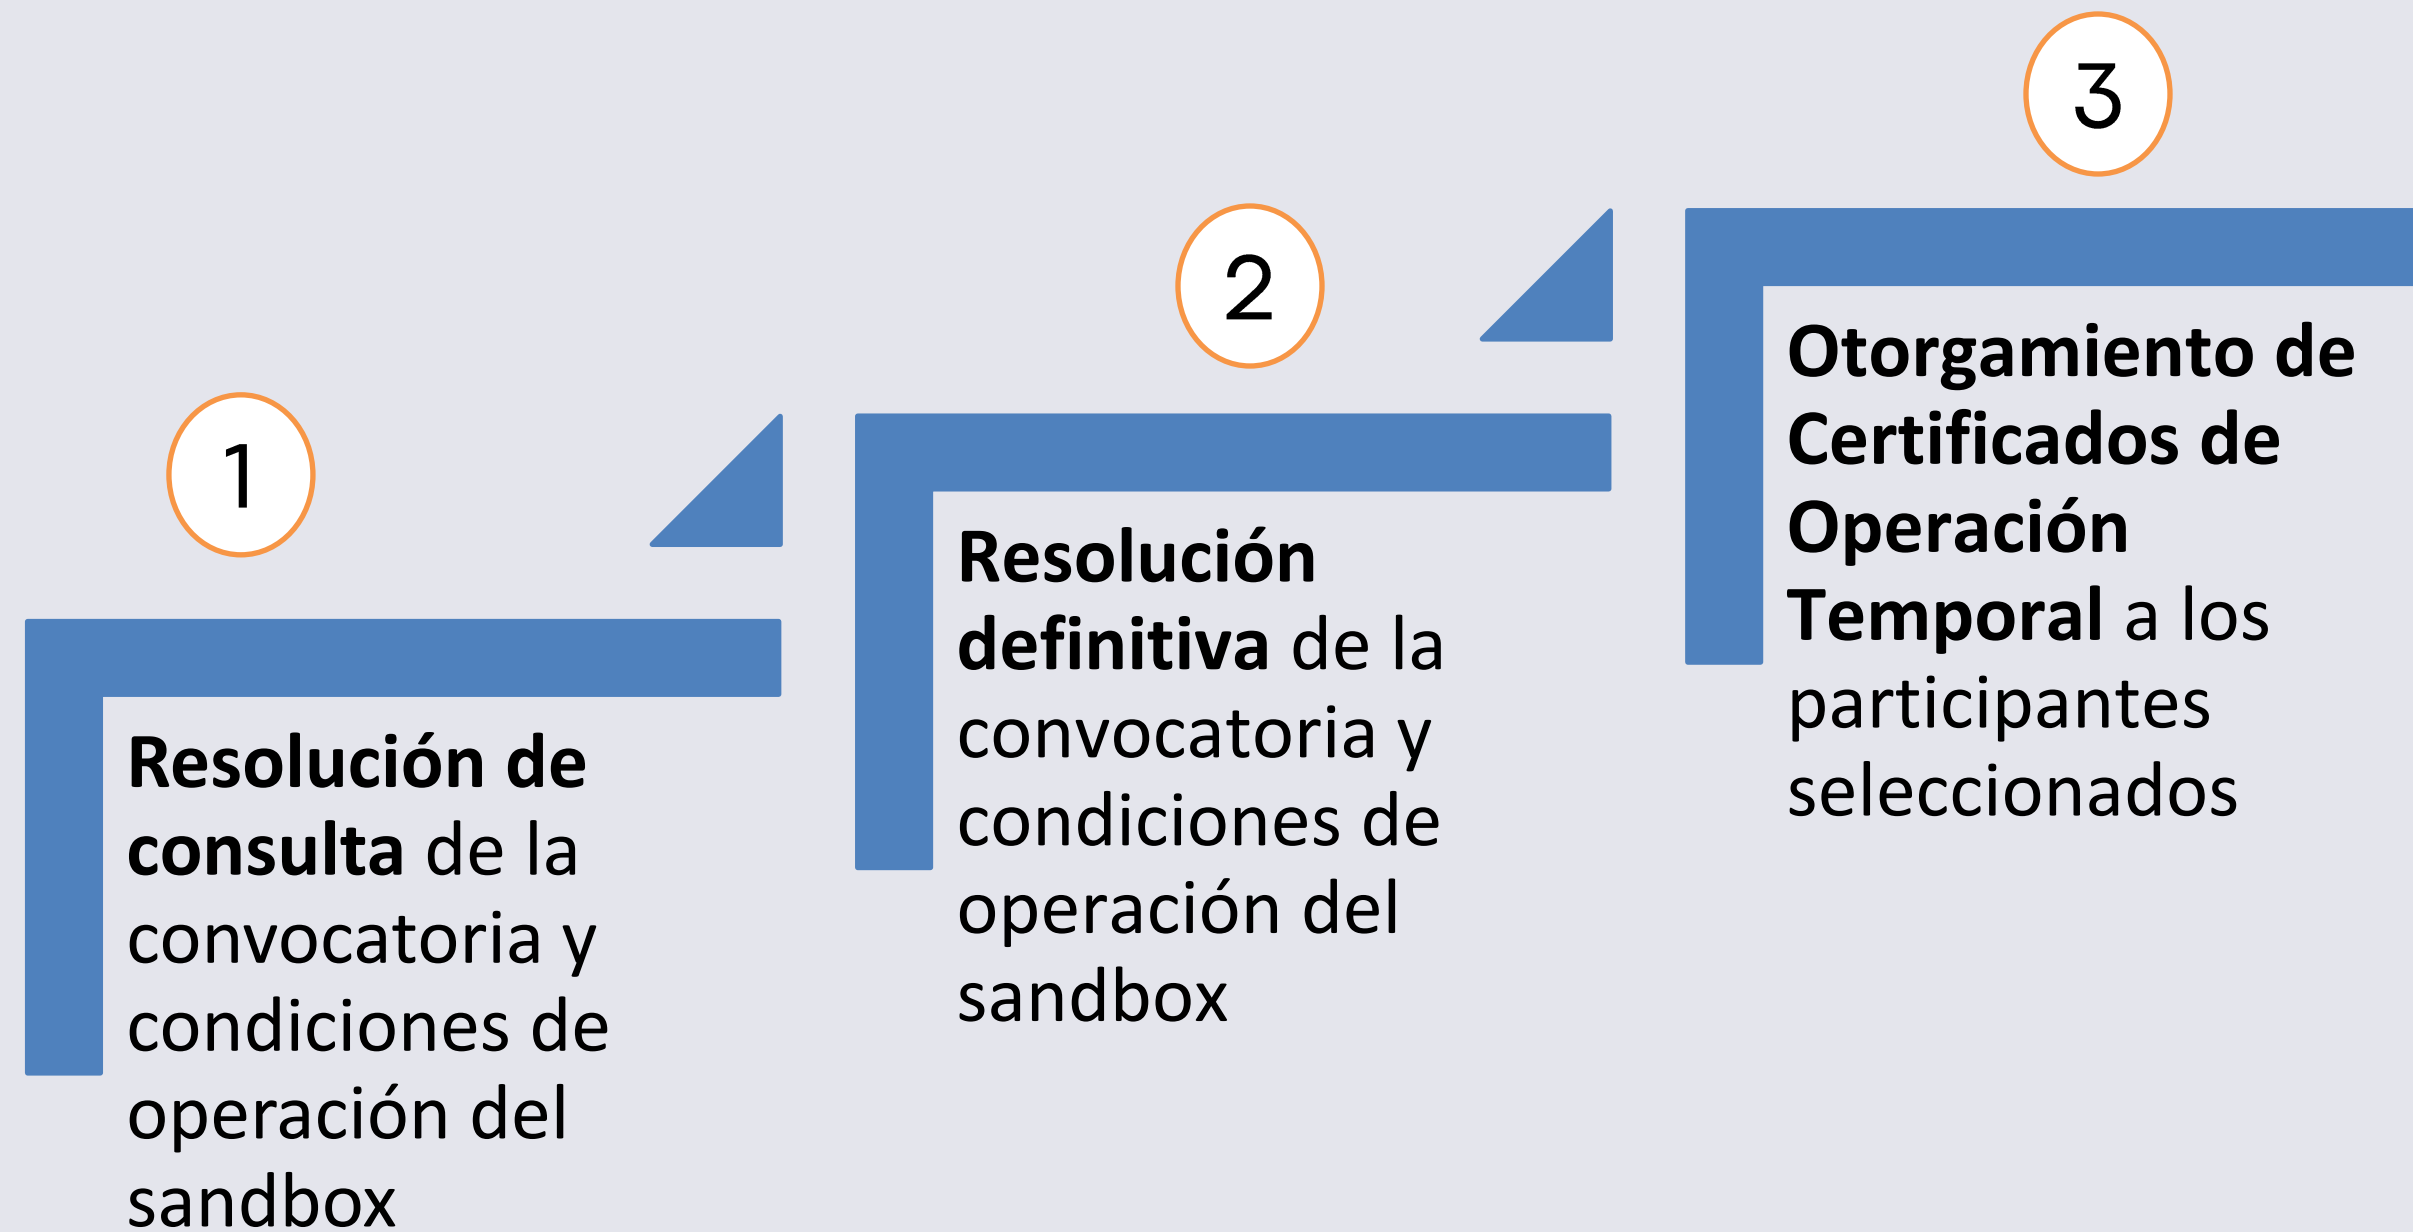 1
Resolución de
consulta de la
convocatoria y
condiciones de
operación del
sandbox
2
Resolución
definitiva de la
convocatoria y
condiciones de
operación del
sandbox
3
Otorgamiento de
Certificados de
Operación
Temporal a los
participantes
seleccionados